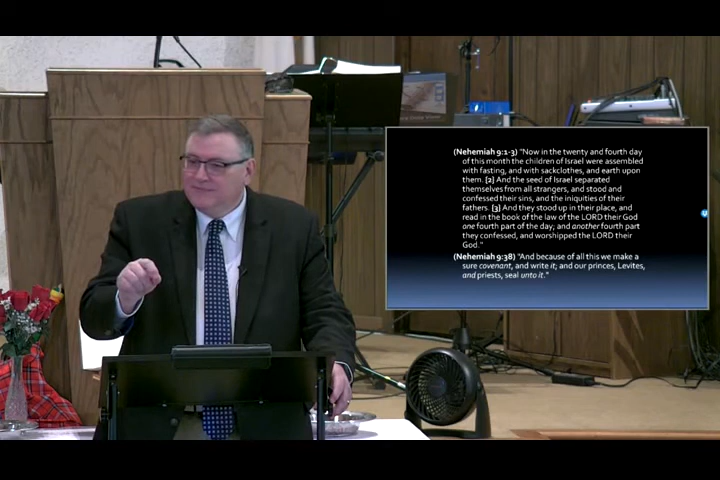 (Nehemiah 9:1-3) "Now in the twenty and fourth day
of this month the children of Israel were assembled
with fasting, and with sackclothes, and earth upon
them. [2] And the seed of Israel separated
themselves from all strangers, and stood and
confessed their sins, and the iniquities of their
fathers. [3] And they stood up in their place, and
read in the book of the law of the LORD their God
one fourth part of the day; and another fourth part
they confessed, and worshipped the LORD their
God."
(Nehemiah 9:38) "And because of all this we make a
sure covenant, and write it; and our princes, Levites,
and priests, seal unto it."